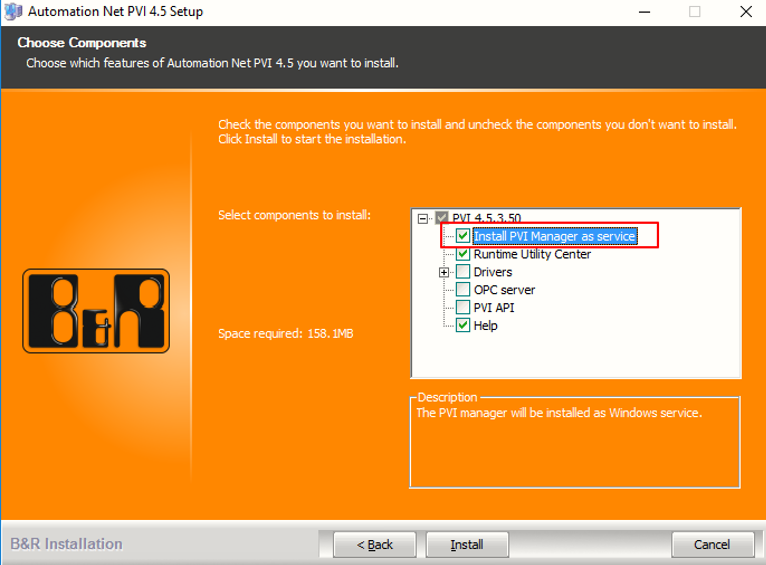 Automation Net PVI 4.5 Setup
Choose Components
Choose which features of Automation Net PVI 4.5 you want to install.
Check the components you want to install and uncheck the components you don't want to install.
Click Install to start the installation.
Select components to install:
PVI 4.5.3.50
Install PVI Manager as service
Runtime Utility Center
Drivers
OPC server
PVI API
Help
B&R
Space required: 158.1MB
Description
The PVI manager will be installed as Windows service.
B&R Installation
< Back
Install
Cancel